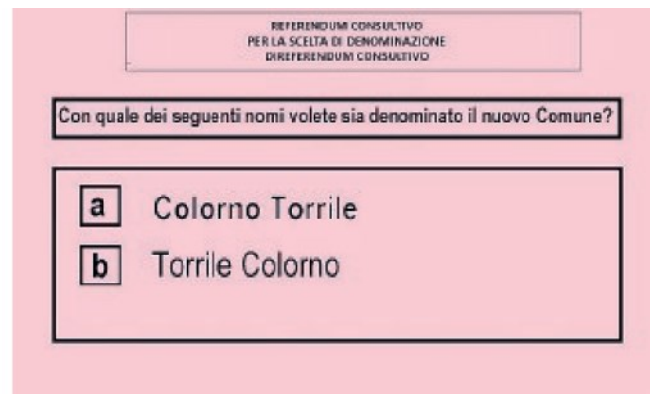 REFERENDUM CONSULTIVO
PER LA SCELTA DI DENOMINAZIONE
DIREFERENDUM CONSULTIVO
Con quale dei seguenti nomi volete sia denominato il nuovo Comune?
a Colorno Torrile
b Torrile Colorno